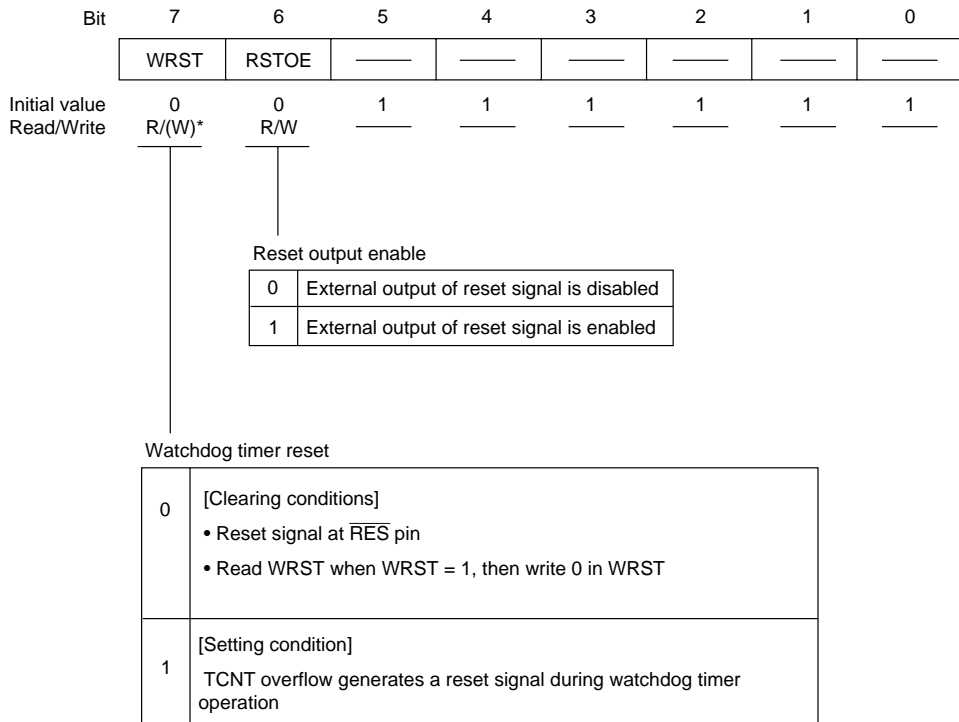 Bit 7 6 5 4 3 2 1 0
WRST RSTOE — — — — — —
Initial value 0 0 1 1 1 1 1 1
Read/Write R/(W)* R/W — — — — — —
Reset output enable
0 External output of reset signal is disabled
1 External output of reset signal is enabled
Watchdog timer reset
0 [Clearing conditions]
• Reset signal at R̅E̅S̅ pin
• Read WRST when WRST = 1, then write 0 in WRST
1 [Setting condition]
TCNT overflow generates a reset signal during watchdog timer
operation